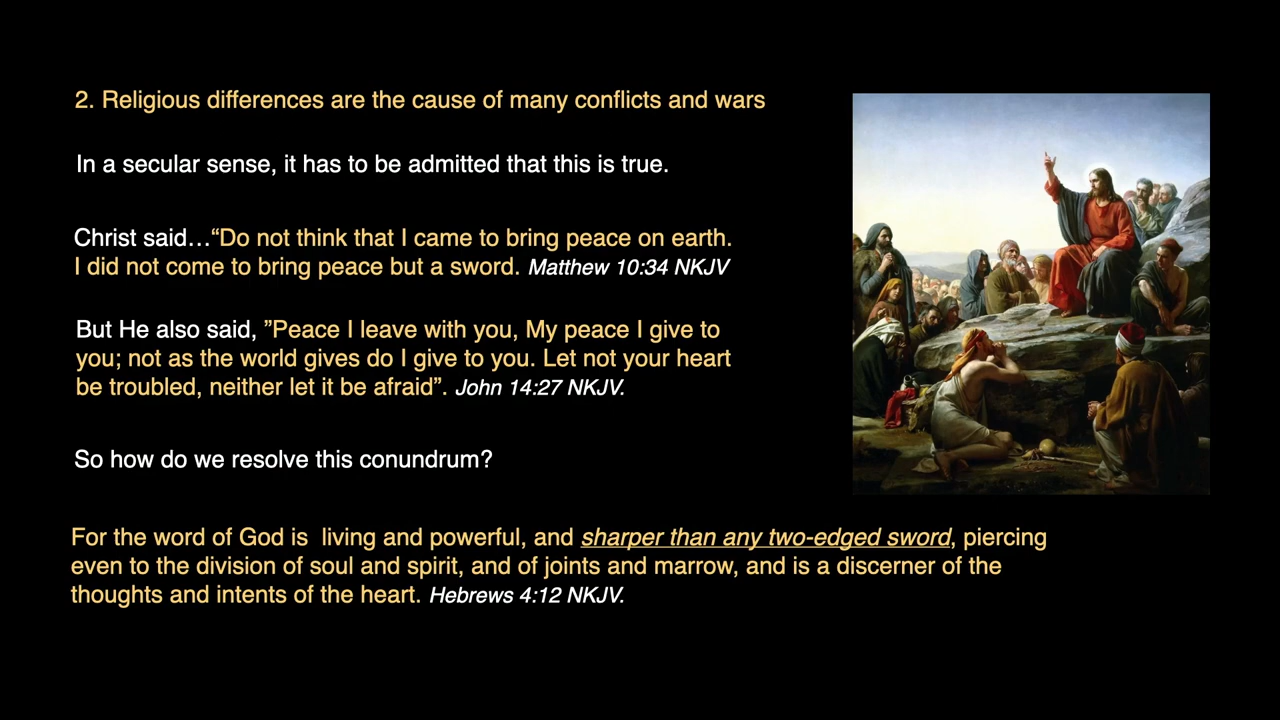 2. Religious differences are the cause of many conflicts and wars
In a secular sense, it has to be admitted that this is true.
Christ said…“Do not think that I came to bring peace on earth.
I did not come to bring peace but a sword. Matthew 10:34 NKJV
But He also said, ”Peace I leave with you, My peace I give to
you; not as the world gives do I give to you. Let not your heart
be troubled, neither let it be afraid”. John 14:27 NKJV.
So how do we resolve this conundrum?
For the word of God is  living and powerful, and sharper than any two-edged sword, piercing
even to the division of soul and spirit, and of joints and marrow, and is a discerner of the
thoughts and intents of the heart. Hebrews 4:12 NKJV.